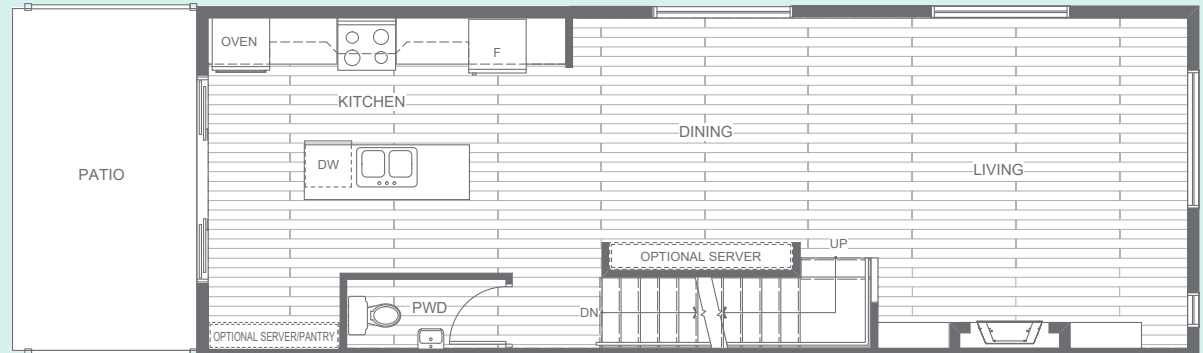 OVEN
F
KITCHEN
DINING
DW
PATIO
LIVING
UP
OPTIONAL SERVER
PWD
DN
OPTIONAL SERVER/PANTRY